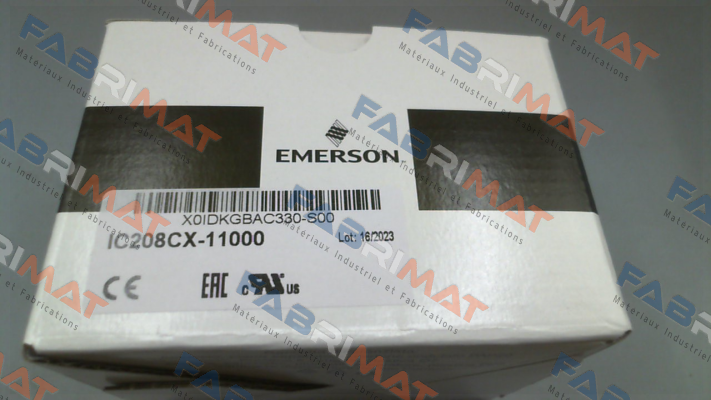 EMERSON
X0IDKGBAC330-S00
IC208CX-11000
Lot: 16/2023
CE
EAC
c US
FABRIMAT
Materiaux Industriel et Fabrications